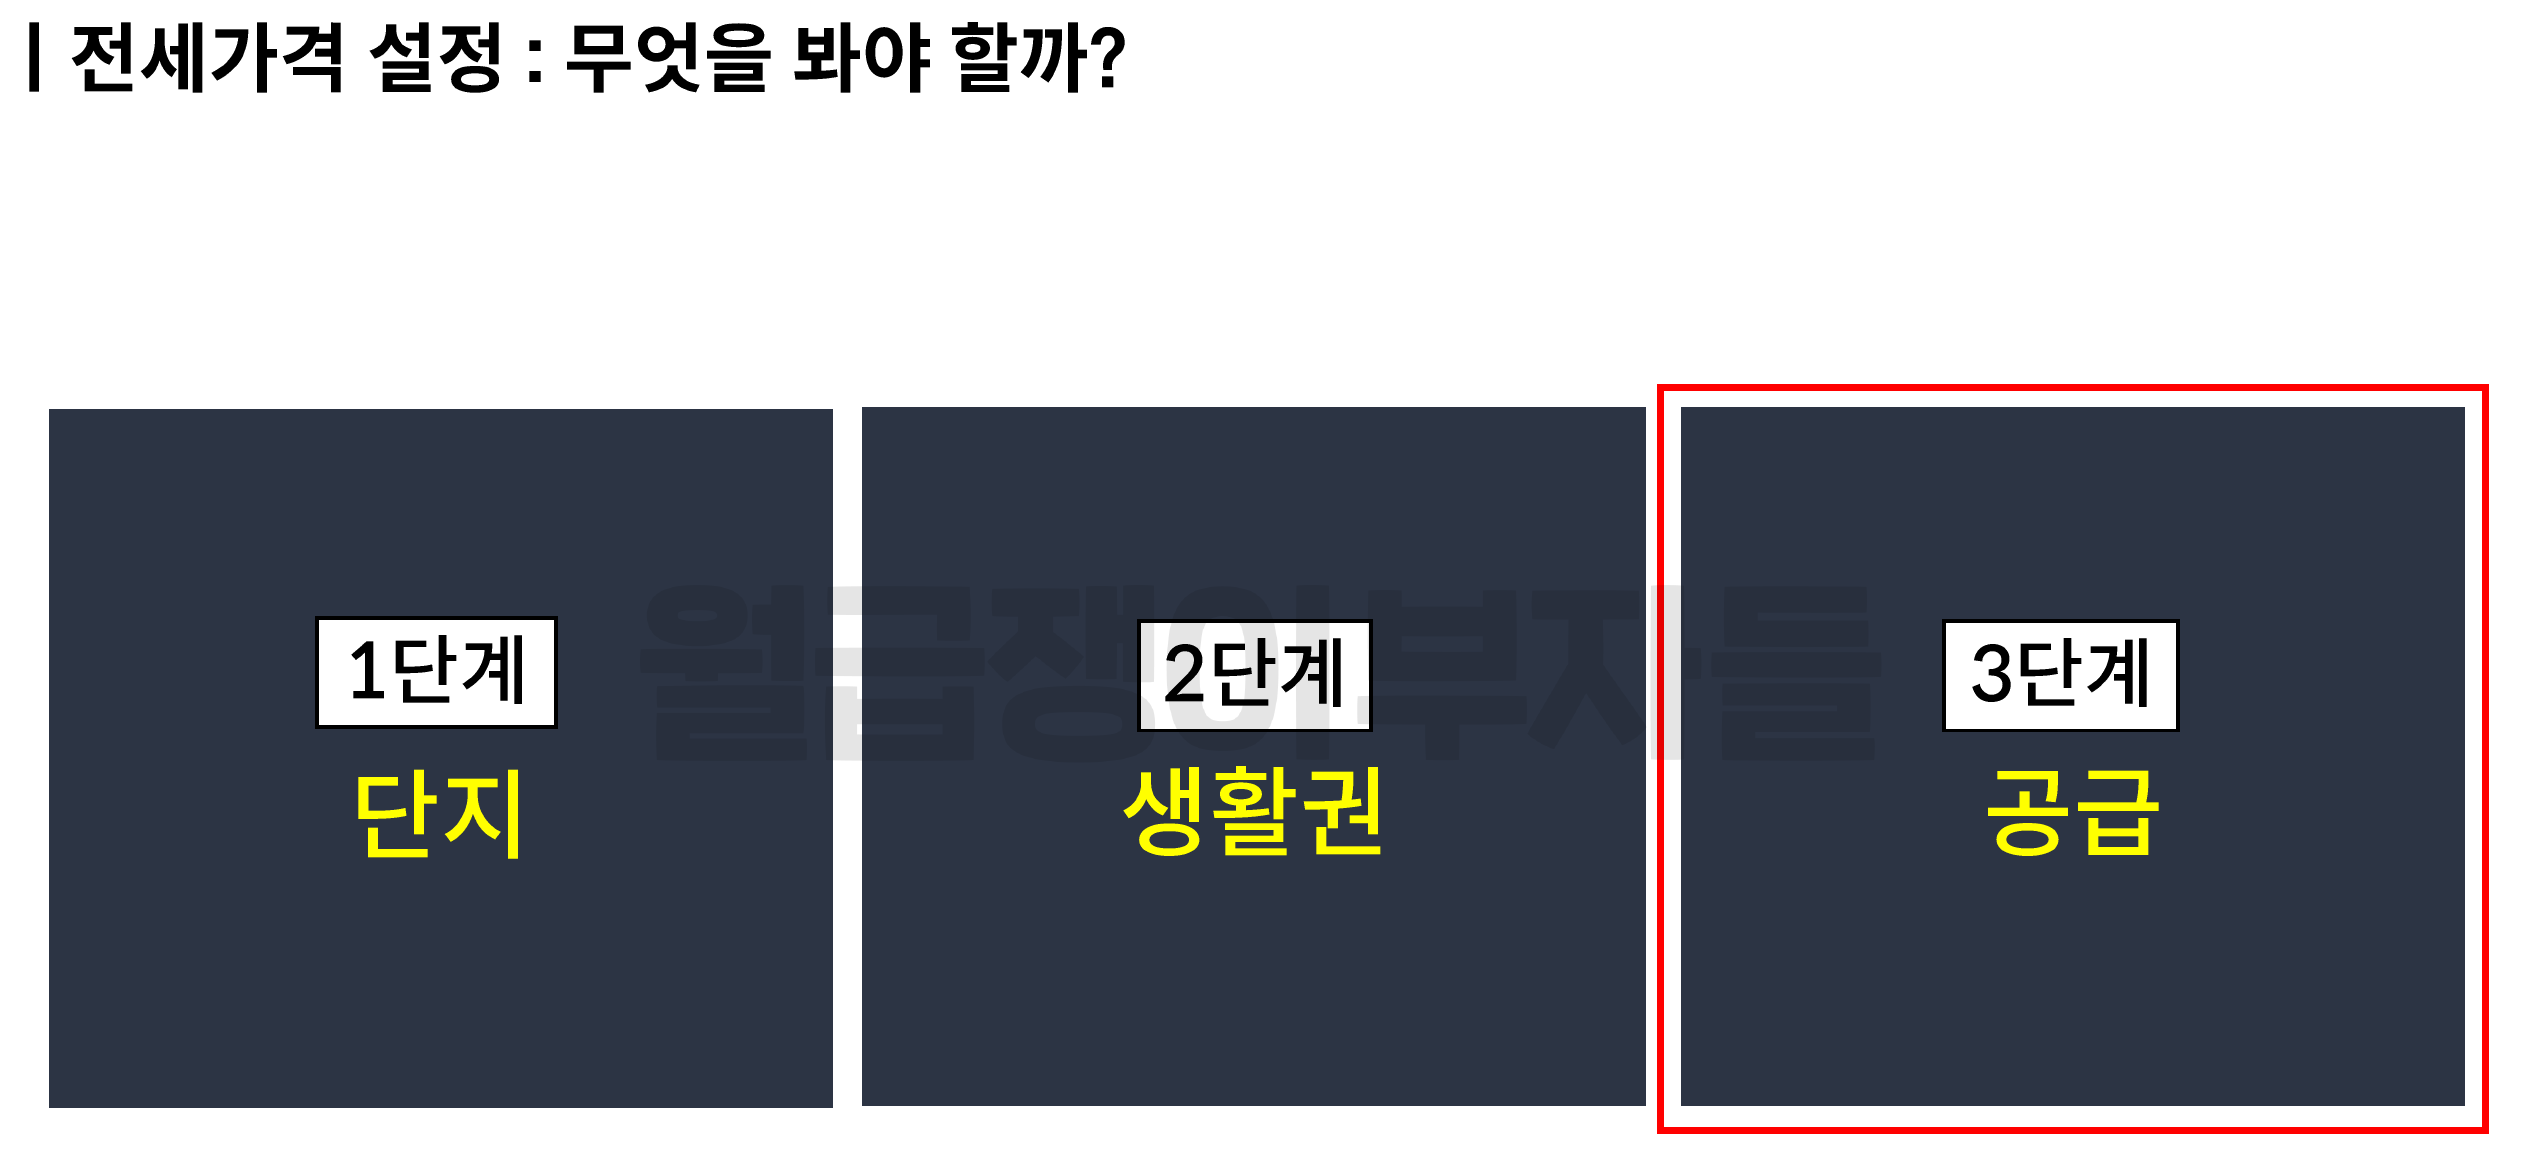 | 전세가격 설정 : 무엇을 봐야 할까?
1단계
단지
2단계
생활권
3단계
공급
월급쟁이부자들